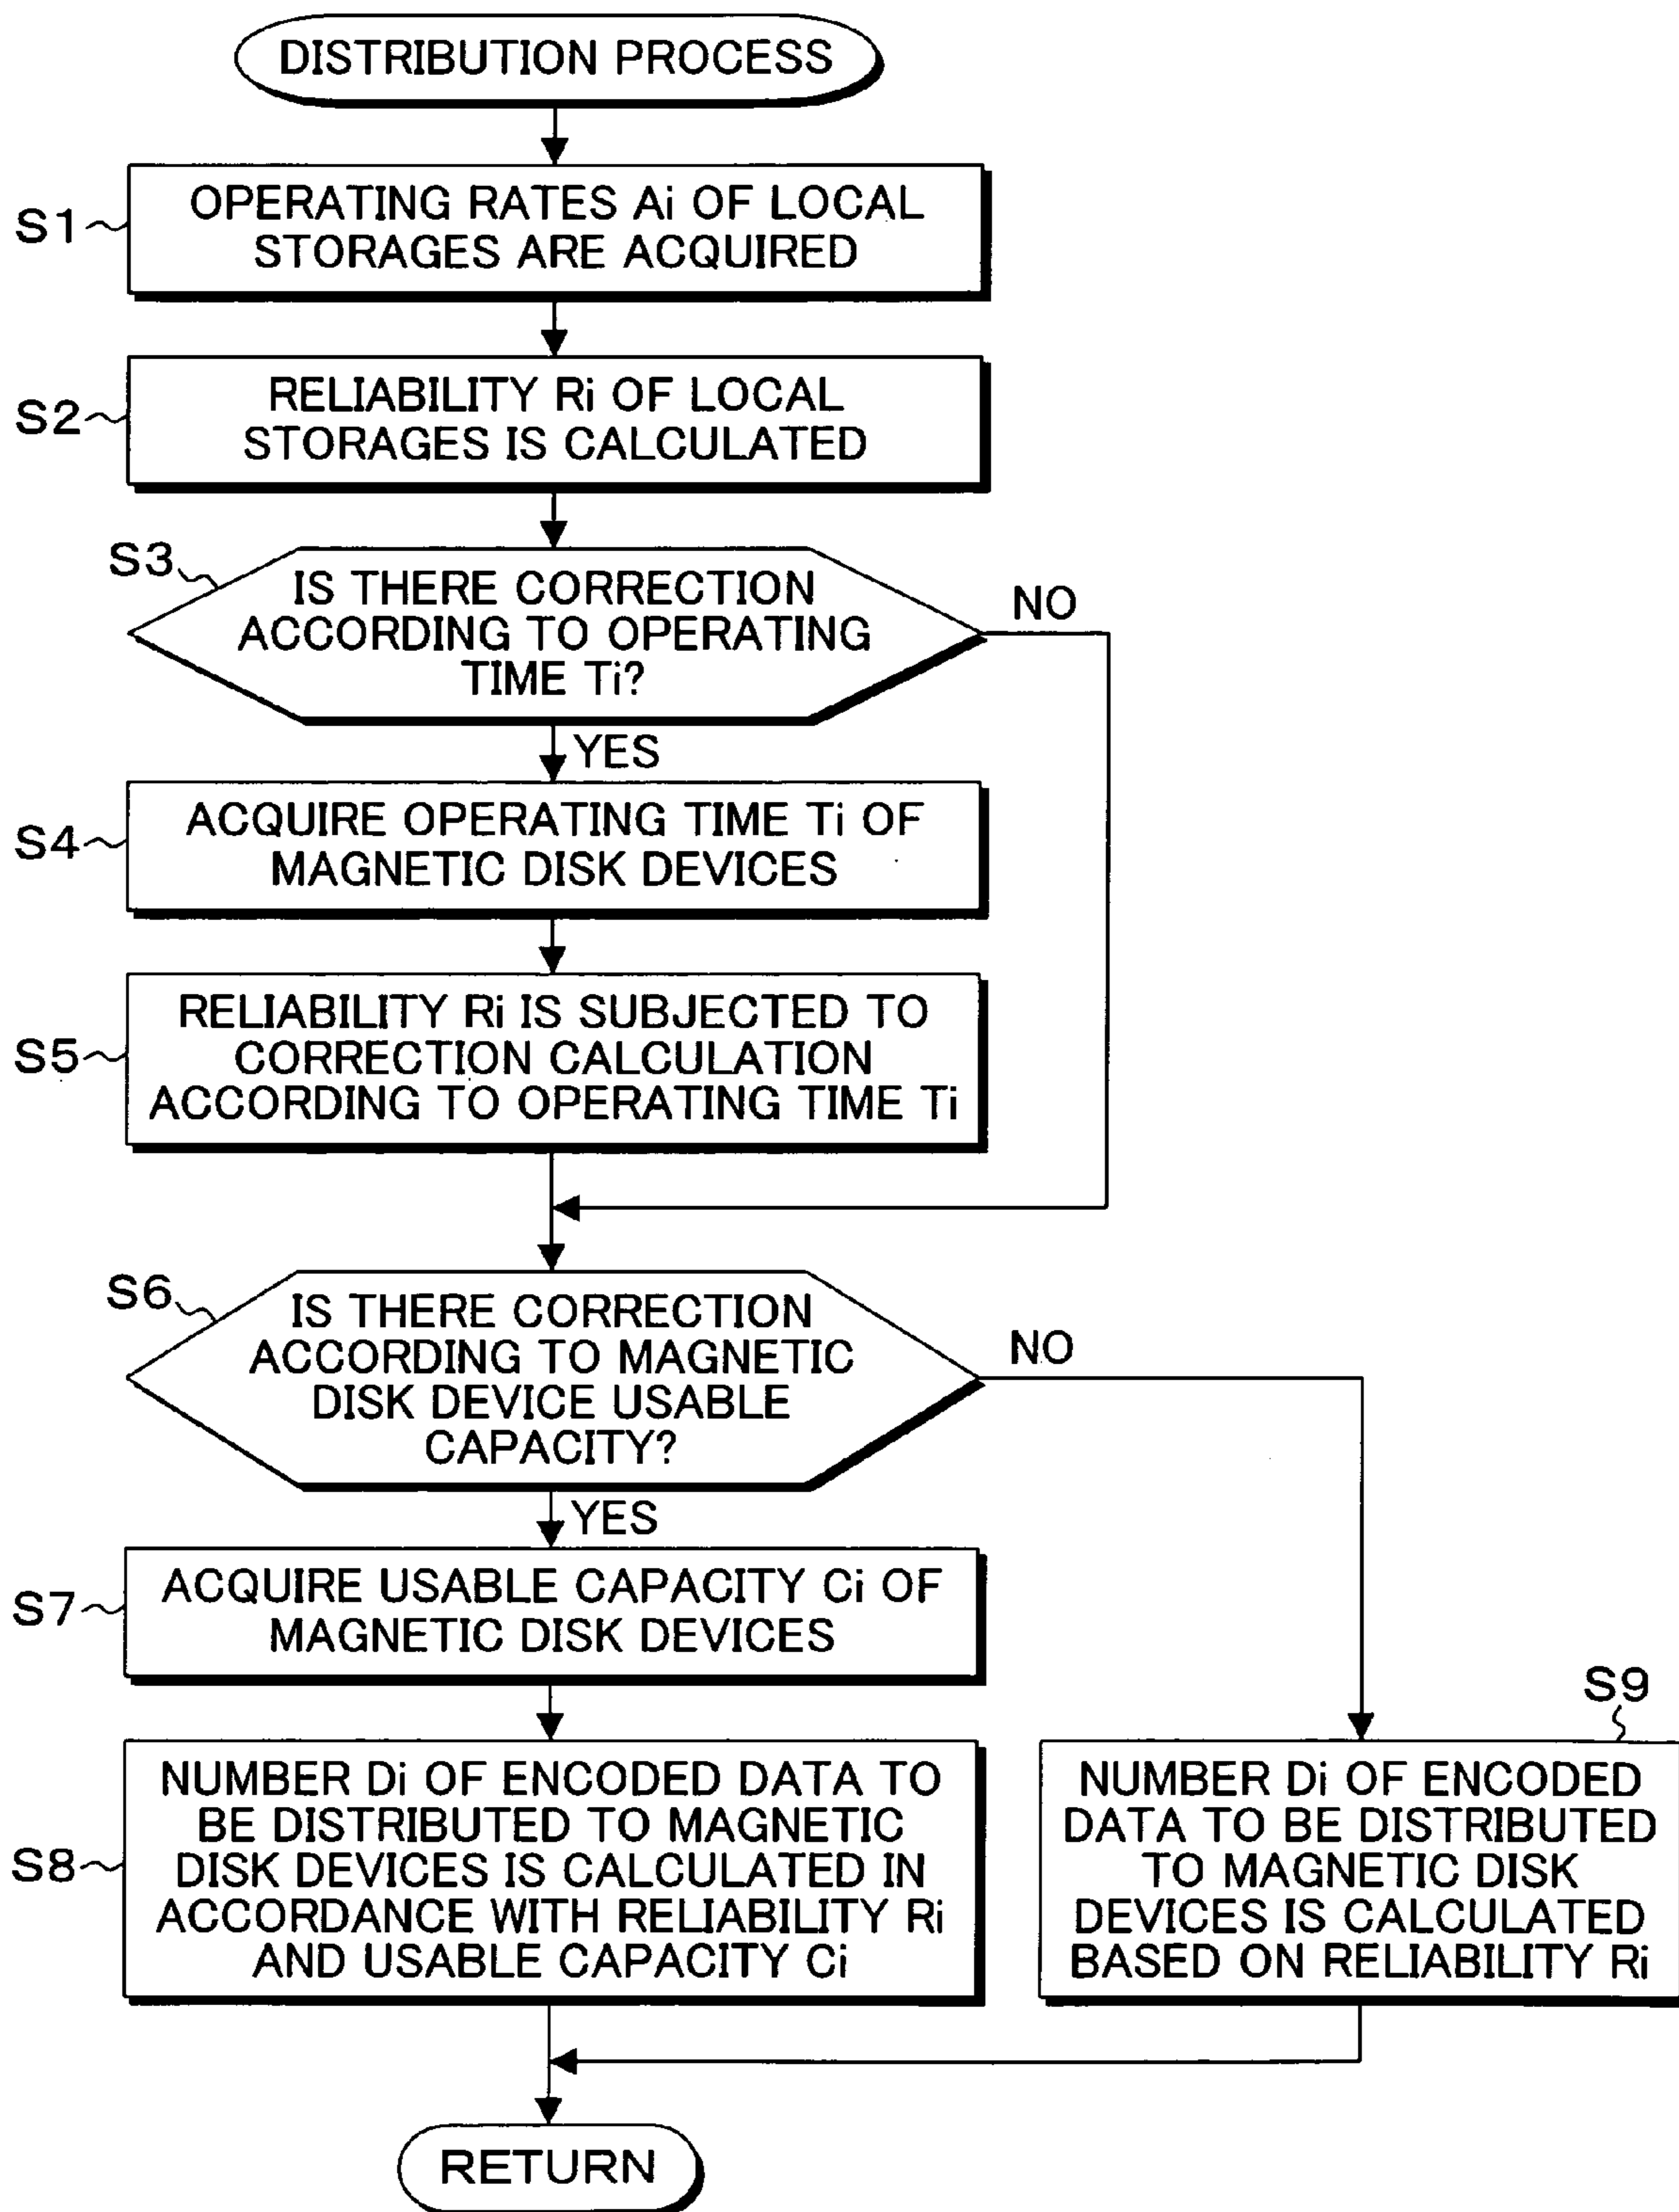 DISTRIBUTION PROCESS
S1
OPERATING RATES Ai OF LOCAL
STORAGES ARE ACQUIRED
S2
RELIABILITY Ri OF LOCAL
STORAGES IS CALCULATED
S3
IS THERE CORRECTION
ACCORDING TO OPERATING
TIME Ti?
NO
YES
S4
ACQUIRE OPERATING TIME Ti OF
MAGNETIC DISK DEVICES
S5
RELIABILITY Ri IS SUBJECTED TO
CORRECTION CALCULATION
ACCORDING TO OPERATING TIME Ti
S6
IS THERE CORRECTION
ACCORDING TO MAGNETIC
DISK DEVICE USABLE
CAPACITY?
NO
YES
S7
ACQUIRE USABLE CAPACITY Ci OF
MAGNETIC DISK DEVICES
S8
NUMBER Di OF ENCODED DATA TO
BE DISTRIBUTED TO MAGNETIC
DISK DEVICES IS CALCULATED IN
ACCORDANCE WITH RELIABILITY Ri
AND USABLE CAPACITY Ci
S9
NUMBER Di OF ENCODED
DATA TO BE DISTRIBUTED
TO MAGNETIC DISK
DEVICES IS CALCULATED
BASED ON RELIABILITY Ri
RETURN